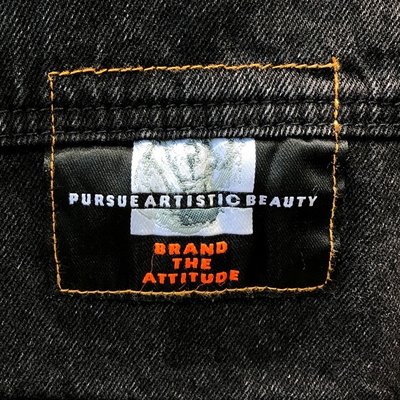 PURSUE ARTISTIC BEAUTY
BRAND
THE
ATTITUDE